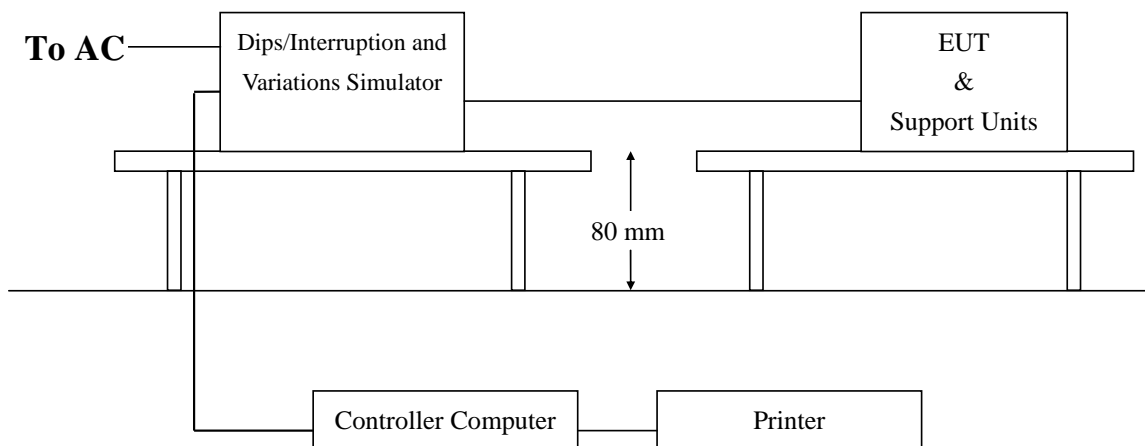 To AC
Dips/Interruption and
Variations Simulator
EUT
&
Support Units
80 mm
Controller Computer
Printer